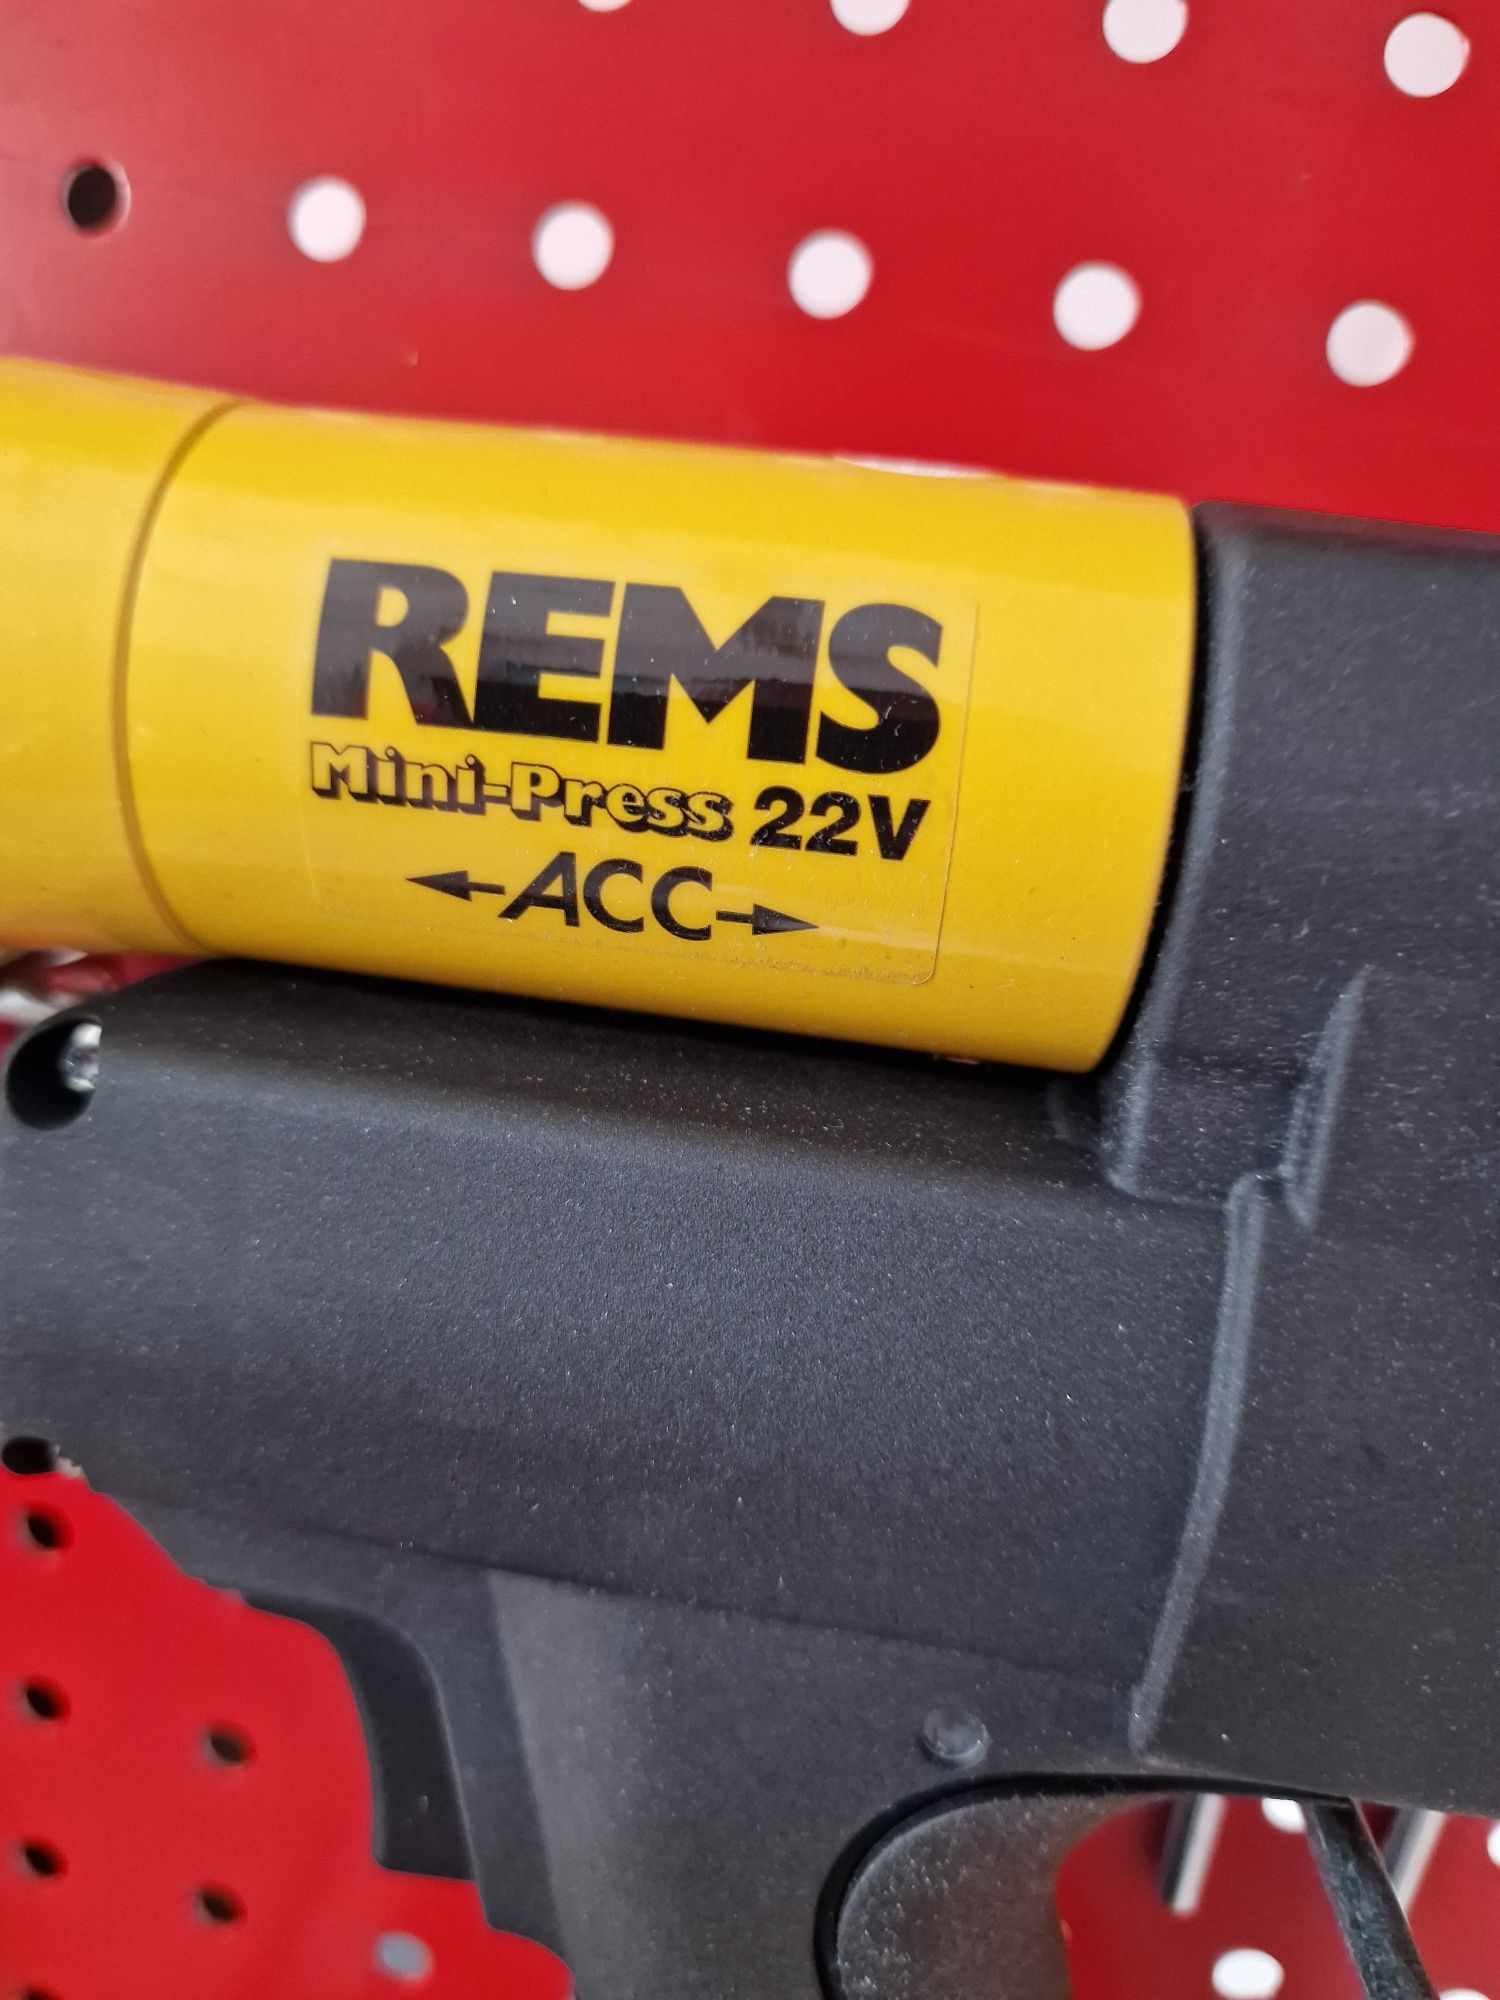 REMS
Mini-Press 22V
←ACC→